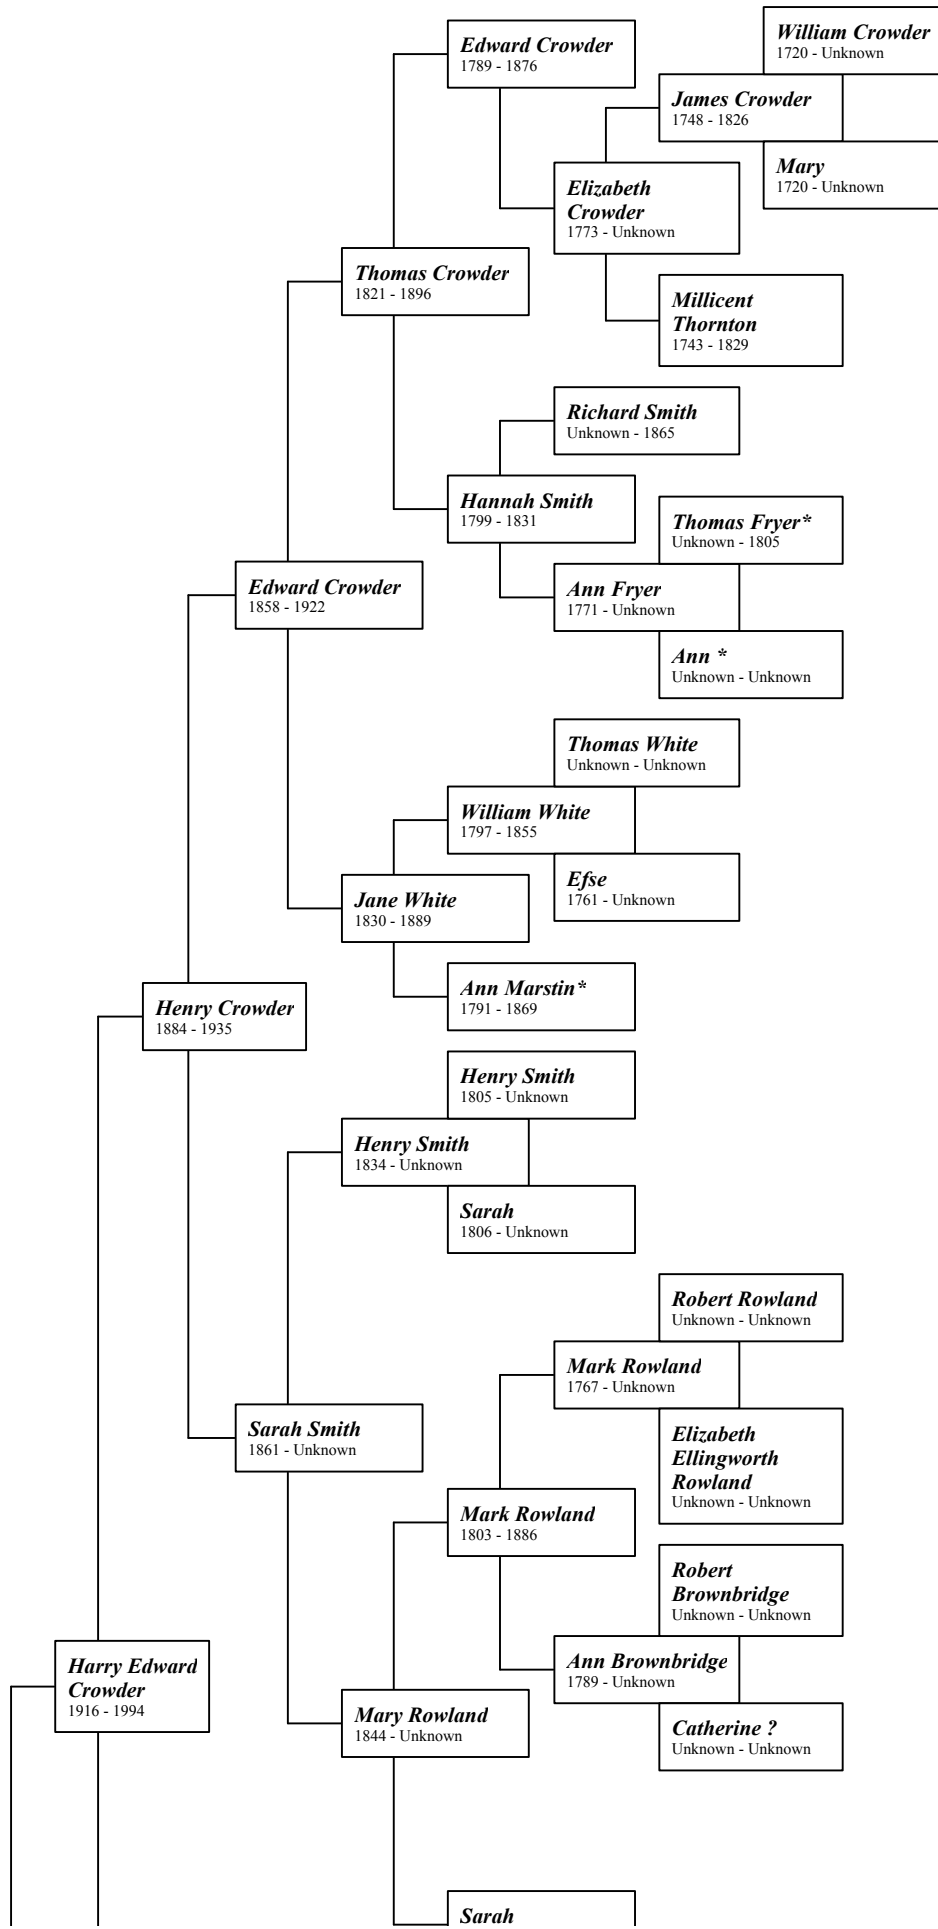 William Crowder
1720 - Unknown
Edward Crowder
1789 - 1876
James Crowder
1748 - 1826
Mary
1720 - Unknown
Elizabeth
Crowder
1773 - Unknown
Thomas Crowder
1821 - 1896
Millicent
Thornton
1743 - 1829
Richard Smith
Unknown - 1865
Hannah Smith
1799 - 1831
Thomas Fryer*
Unknown - 1805
Edward Crowder
1858 - 1922
Ann Fryer
1771 - Unknown
Ann *
Unknown - Unknown
Thomas White
Unknown - Unknown
William White
1797 - 1855
Efse
1761 - Unknown
Jane White
1830 - 1889
Ann Marstin*
1791 - 1869
Henry Crowder
1884 - 1935
Henry Smith
1805 - Unknown
Henry Smith
1834 - Unknown
Sarah
1806 - Unknown
Robert Rowland
Unknown - Unknown
Mark Rowland
1767 - Unknown
Sarah Smith
1861 - Unknown
Elizabeth
Ellingworth
Rowland
Unknown - Unknown
Mark Rowland
1803 - 1886
Robert
Brownbridge
Unknown - Unknown
Harry Edward
Crowder
1916 - 1994
Ann Brownbridge
1789 - Unknown
Mary Rowland
1844 - Unknown
Catherine ?
Unknown - Unknown
Sarah